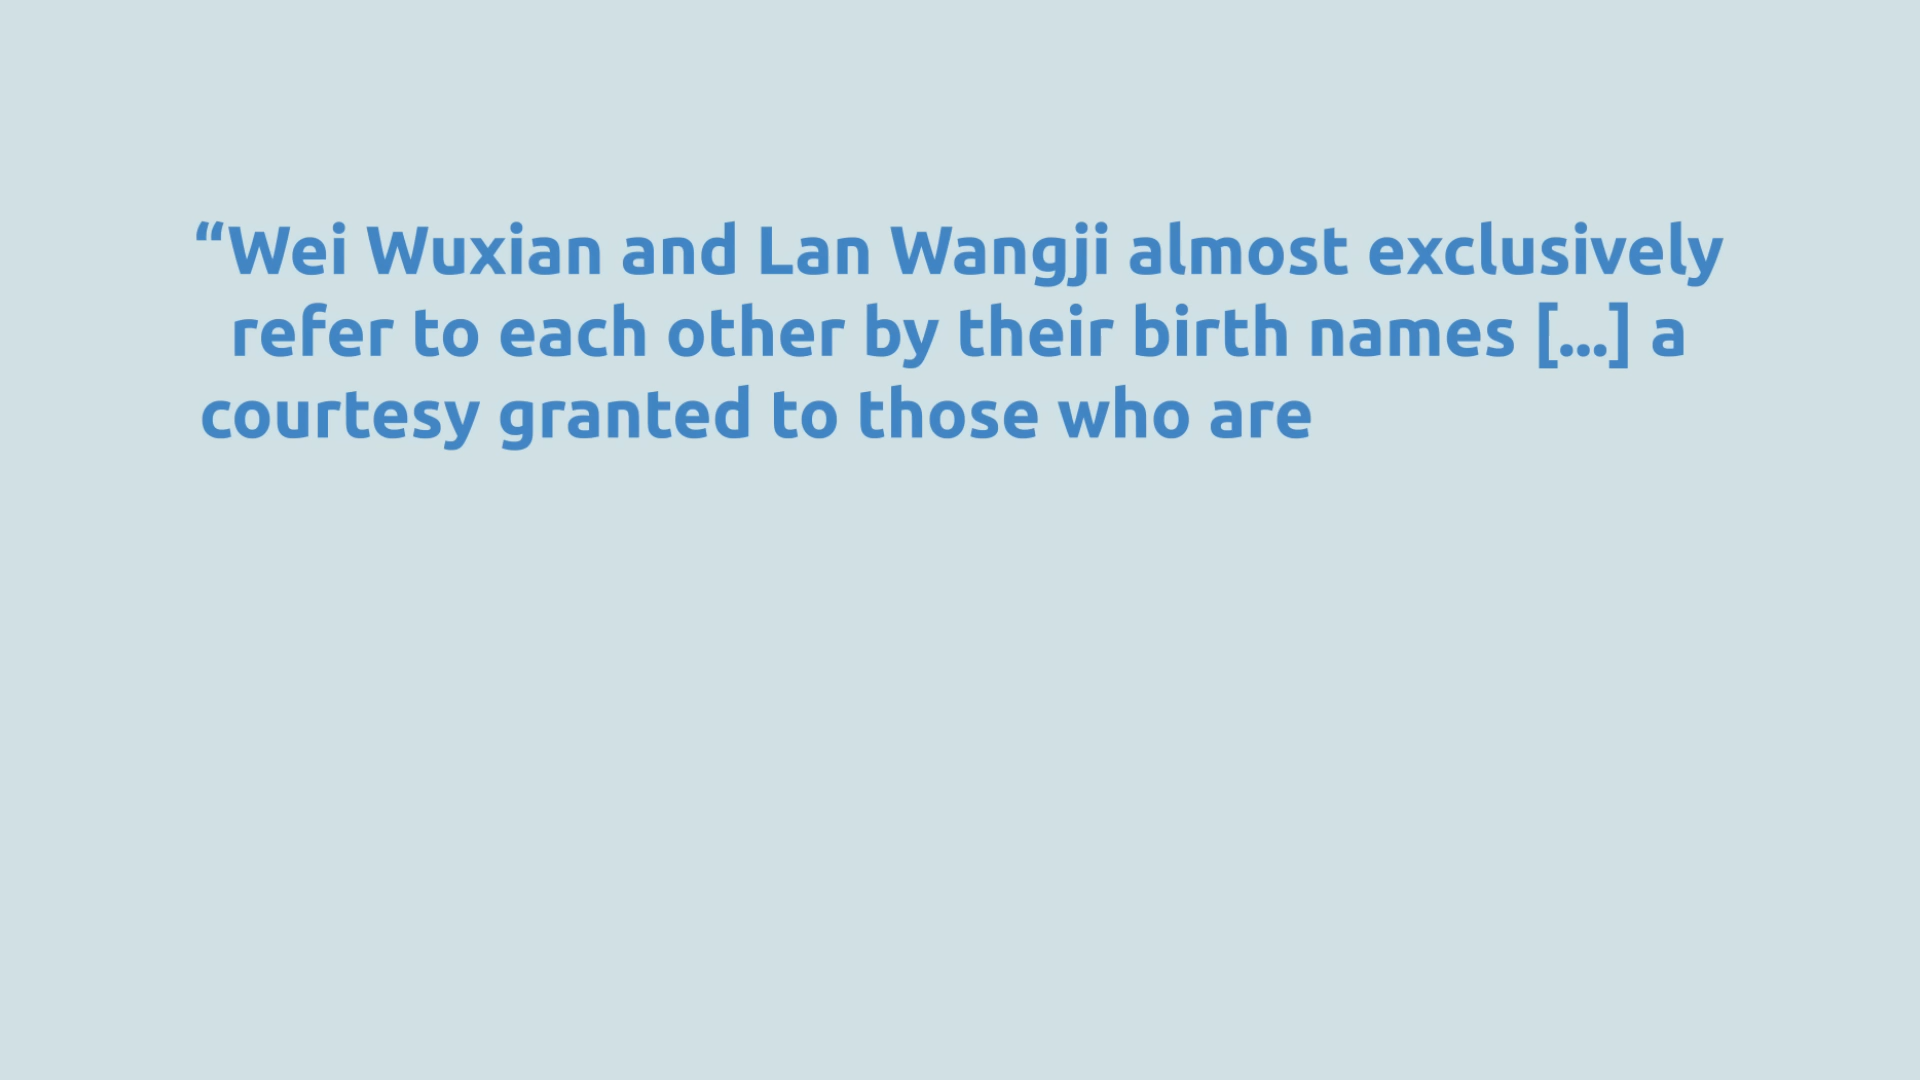 “Wei Wuxian and Lan Wangji almost exclusively
refer to each other by their birth names [...] a
courtesy granted to those who are